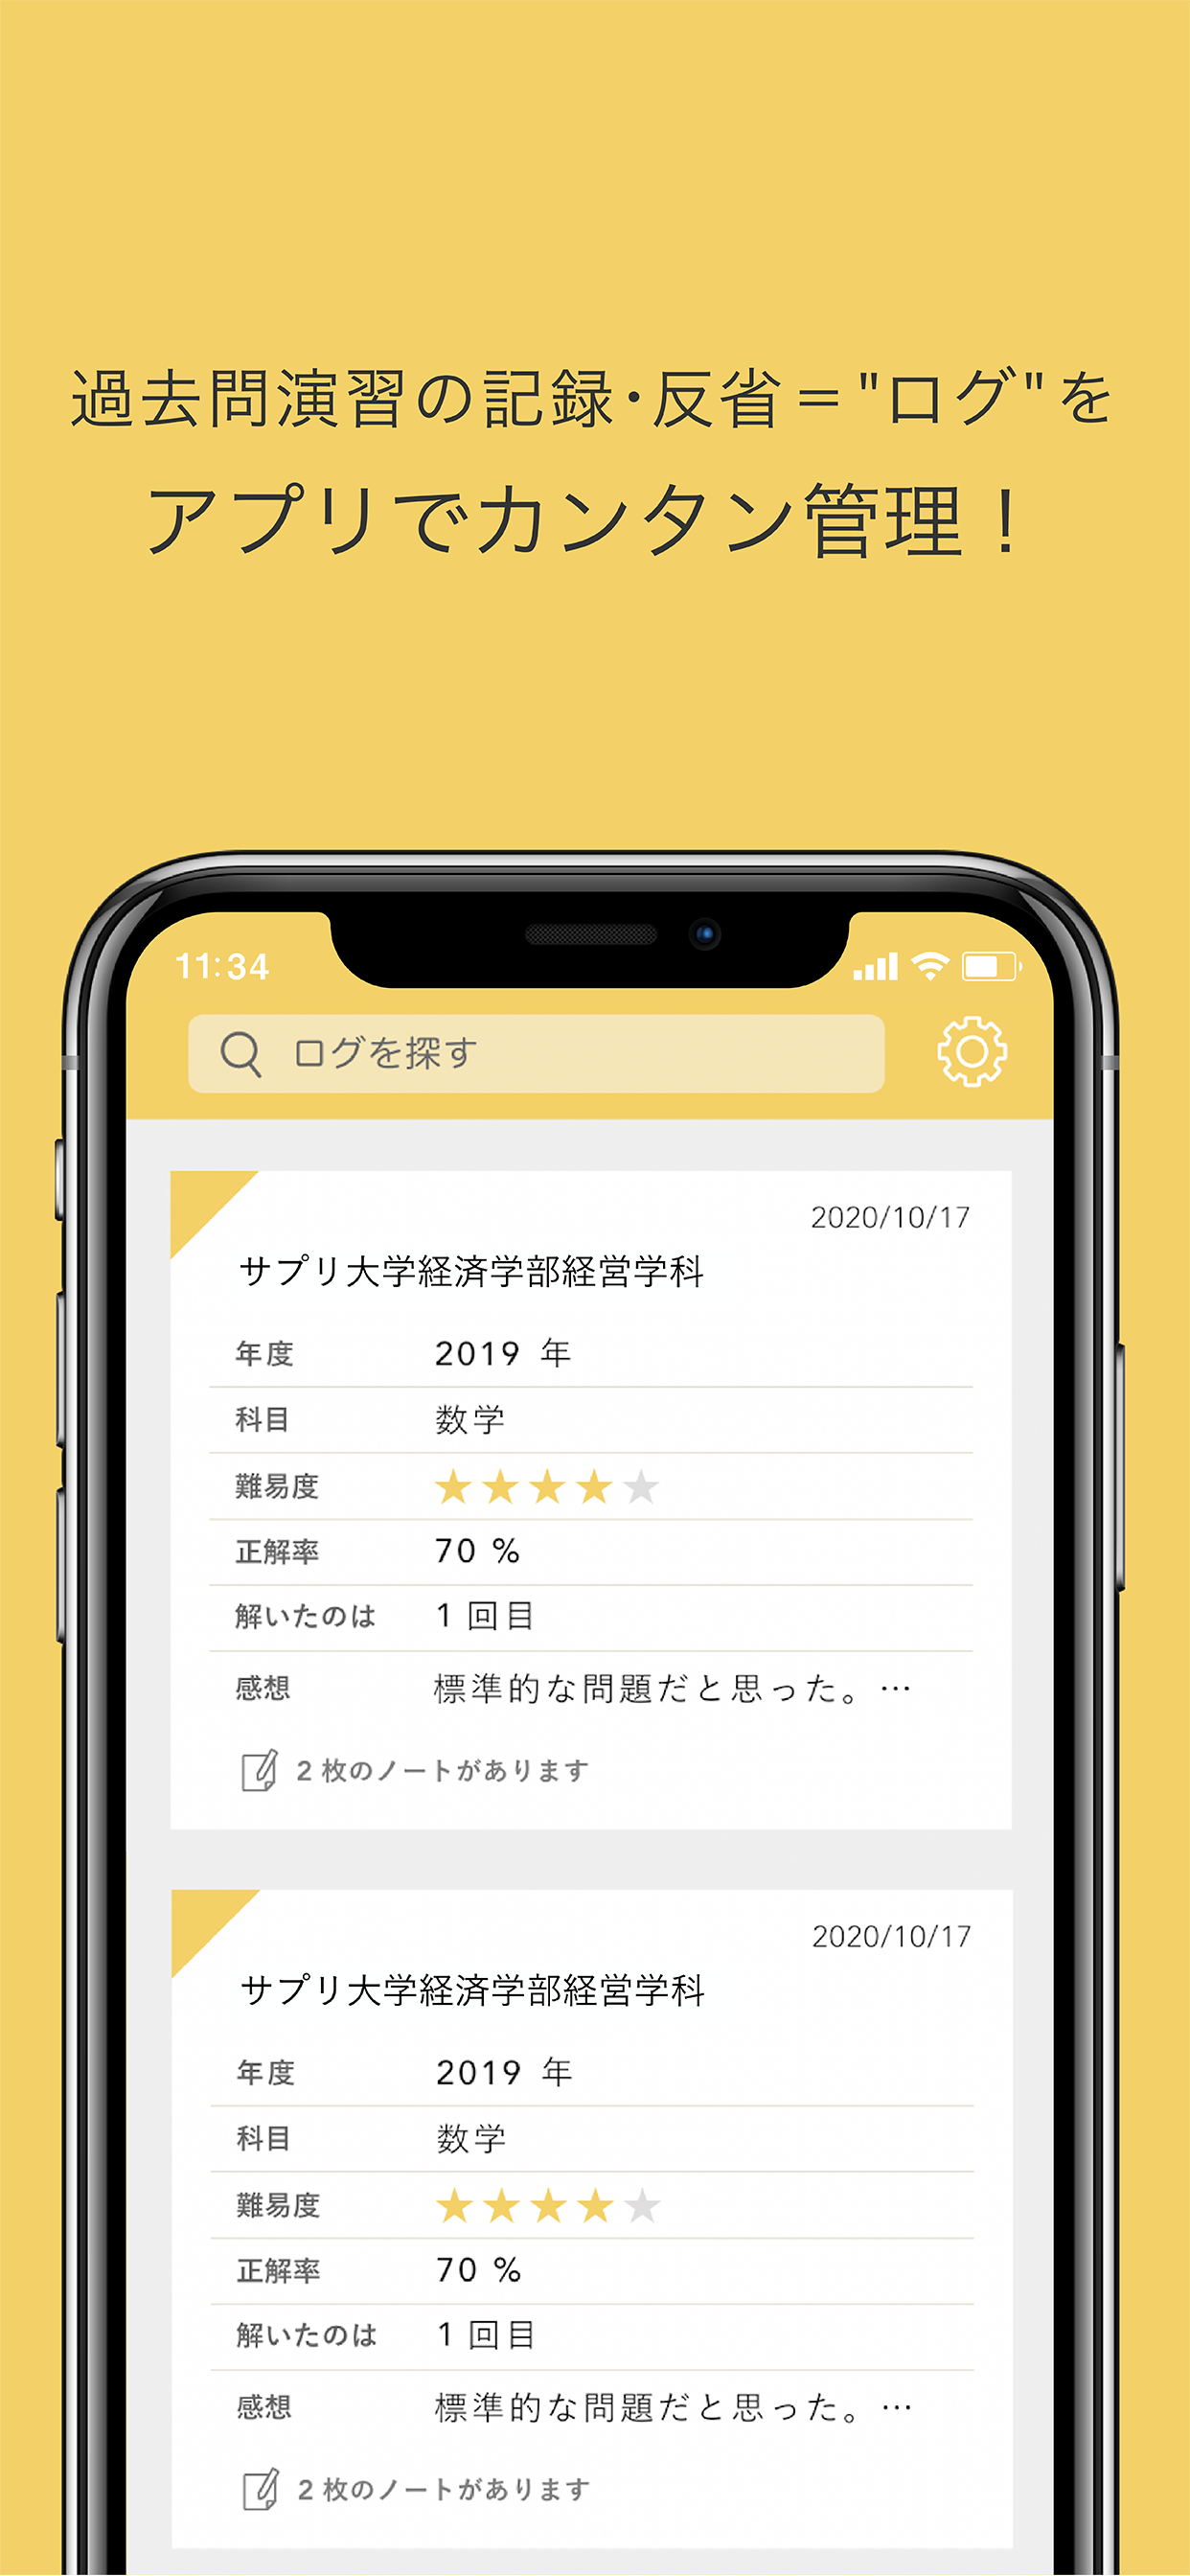 過去問演習の記録・反省＝"ログ"を
アプリでカンタン管理！
11:34
ログを探す
2020/10/17
サプリ大学経済学部経営学科
年度 2019 年
科目 数学
難易度 ★★★★★
正解率 70 %
解いたのは 1 回目
感想 標準的な問題だと思った。…
2 枚のノートがあります
2020/10/17
サプリ大学経済学部経営学科
年度 2019 年
科目 数学
難易度 ★★★★★
正解率 70 %
解いたのは 1 回目
感想 標準的な問題だと思った。…
2 枚のノートがあります